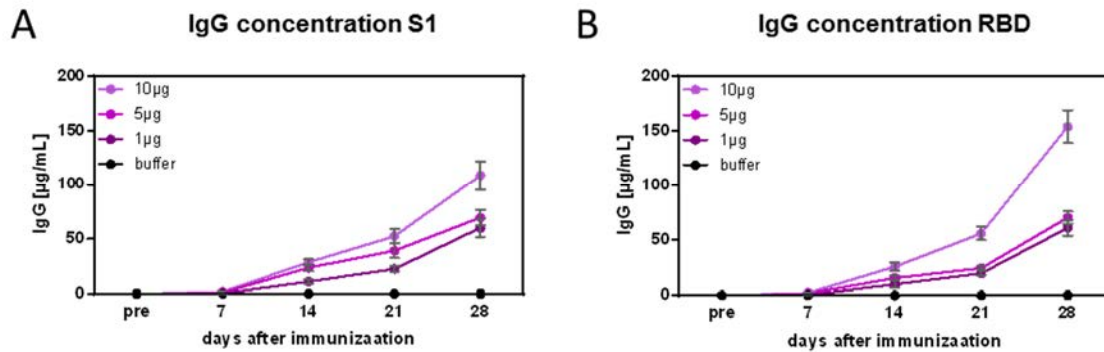 A
IgG concentration S1
IgG [µg/mL]
200
150
100
50
0
10µg
5µg
1µg
buffer
pre
7
14
21
28
days after immunizaation
B
IgG concentration RBD
IgG [µg/mL]
200
150
100
50
0
10µg
5µg
1µg
buffer
pre
7
14
21
28
days after immunizaation